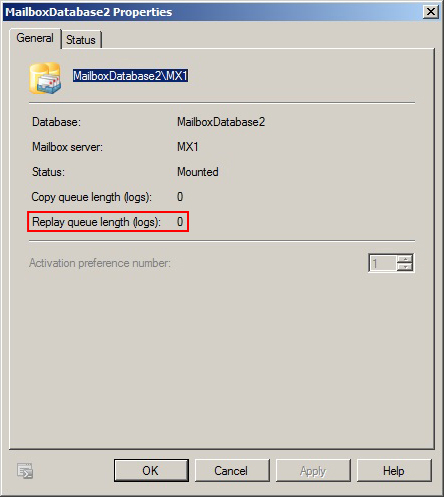 MailboxDatabase2 Properties
General
Status
MailboxDatabase2\MX1
Database: MailboxDatabase2
Mailbox server: MX1
Status: Mounted
Copy queue length (logs): 0
Replay queue length (logs): 0
Activation preference number: 1
OK
Cancel
Apply
Help